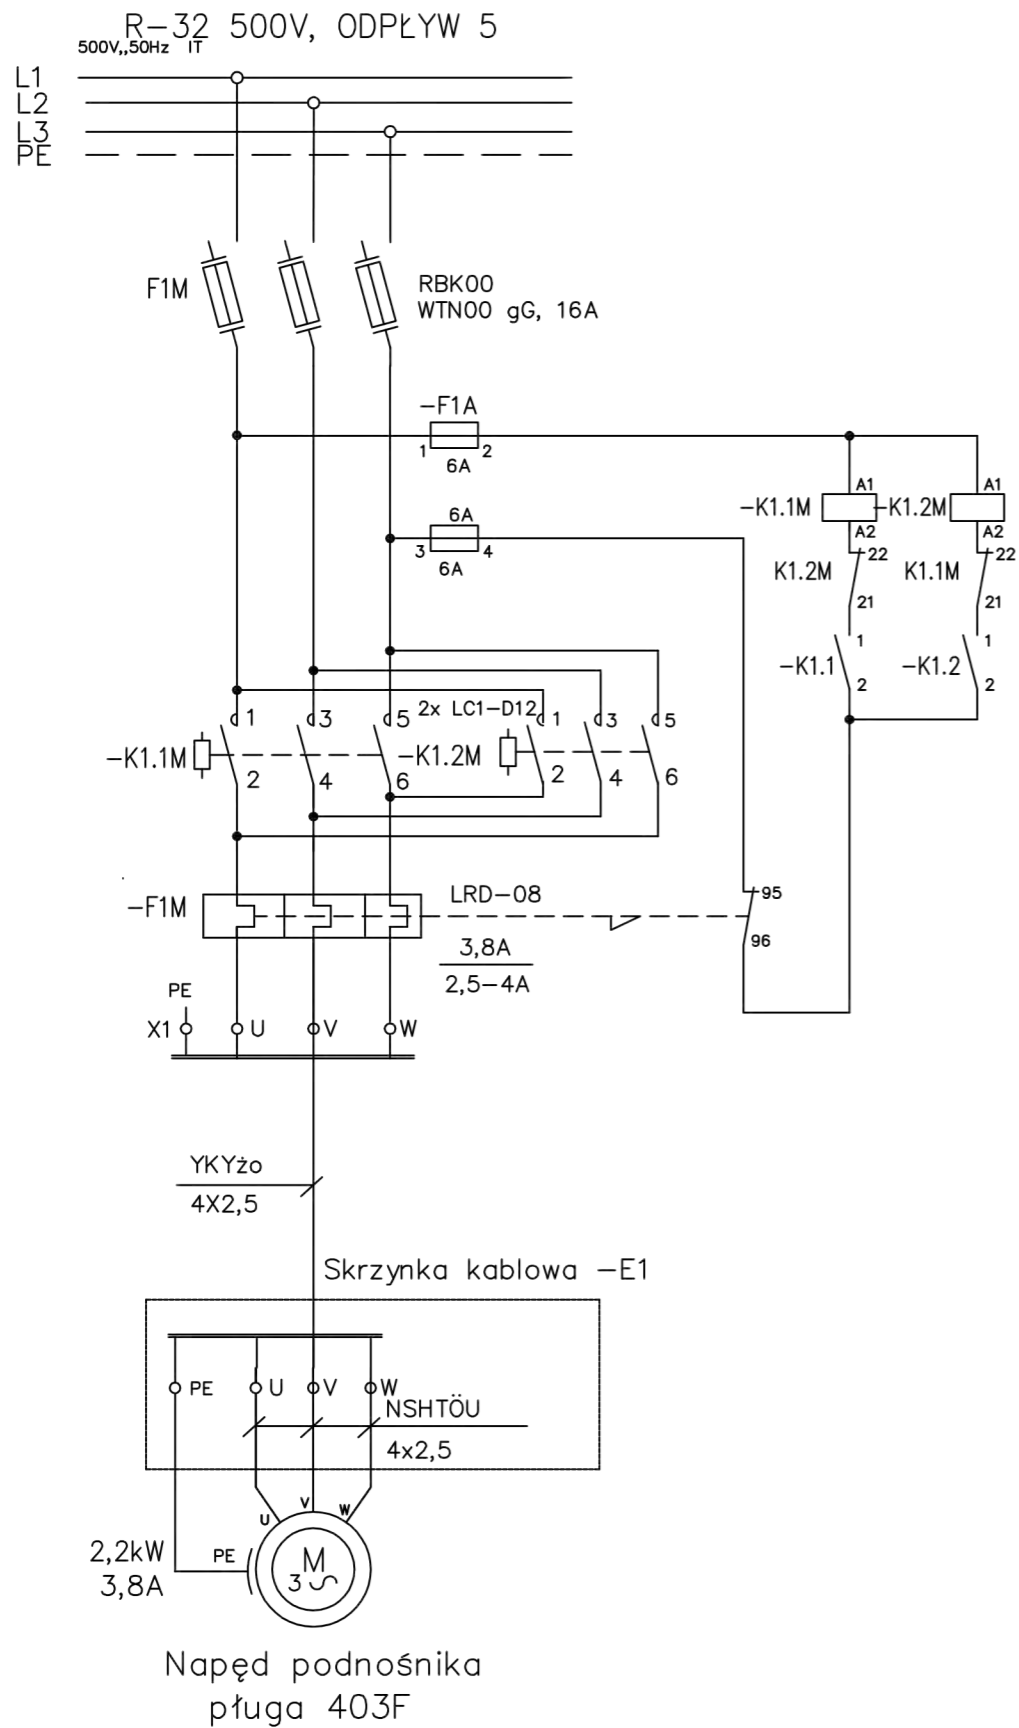 R-32 500V, ODPŁYW 5
500V,,50Hz IT
L1
L2
L3
PE
F1M
RBK00
WTN00 gG, 16A
-F1A
1 2
6A
A1 A1
-K1.1M -K1.2M
A2 A2
6A
3 4
6A
22 22
K1.2M K1.1M
21 21
1 1
-K1.1 -K1.2
2 2
1 3 5 2x LC1-D12 1 3 5
-K1.1M -K1.2M
2 4 6 2 4 6
-F1M
LRD-08
95
96
3,8A
2,5-4A
PE
X1 U V W
YKYżo
4X2,5
Skrzynka kablowa -E1
PE U V W
NSHTÖU
4x2,5
U V W
2,2kW
3,8A
PE
M
3
Napęd podnośnika
pługa 403F